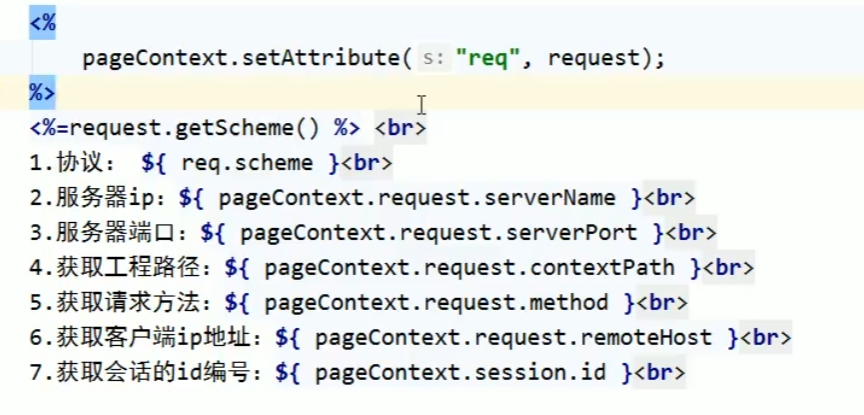 <%
pageContext.setAttribute( s: "req", request);
%>
<%=request.getScheme() %> <br>
1.协议： ${ req.scheme }<br>
2.服务器ip：${ pageContext.request.serverName }<br>
3.服务器端口：${ pageContext.request.serverPort }<br>
4.获取工程路径：${ pageContext.request.contextPath }<br>
5.获取请求方法：${ pageContext.request.method }<br>
6.获取客户端ip地址：${ pageContext.request.remoteHost }<br>
7.获取会话的id编号：${ pageContext.session.id }<br>